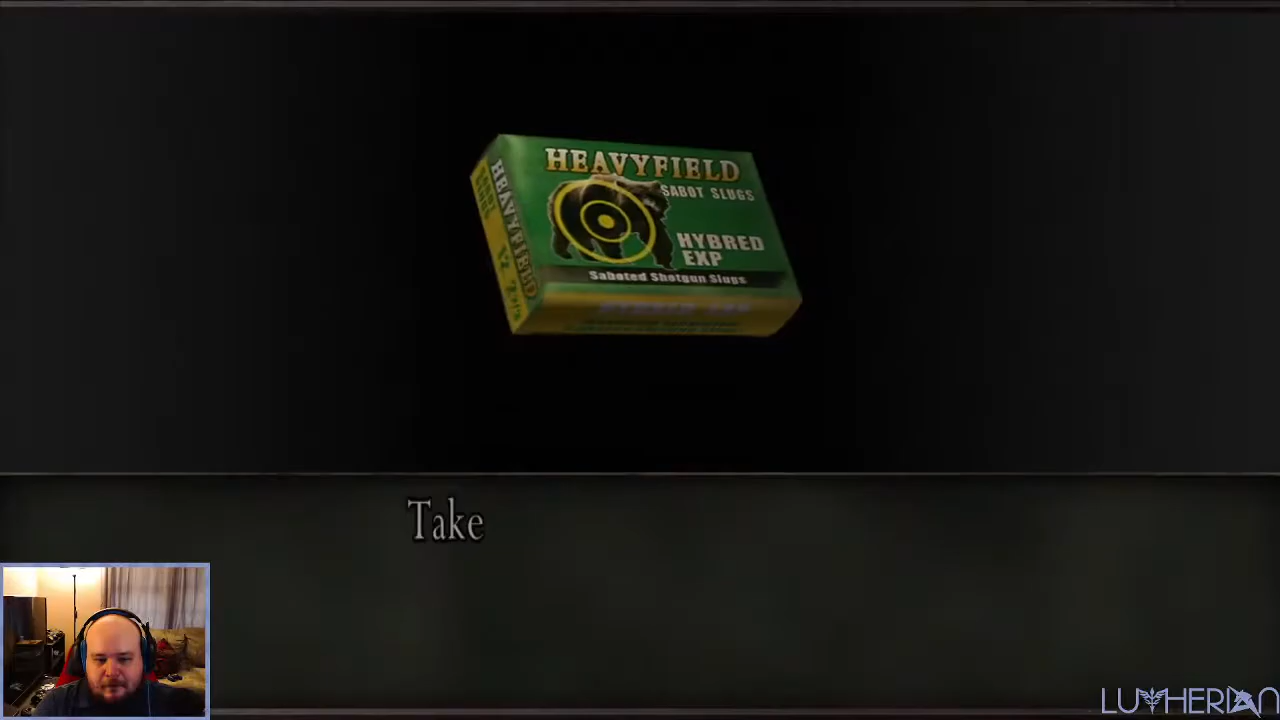 HEAVYFIELD
SABOT SLUGS
HYBRED
EXP
Saboted Shotgun Slugs
HEAVYFIELD
Take
LUTHERIAN